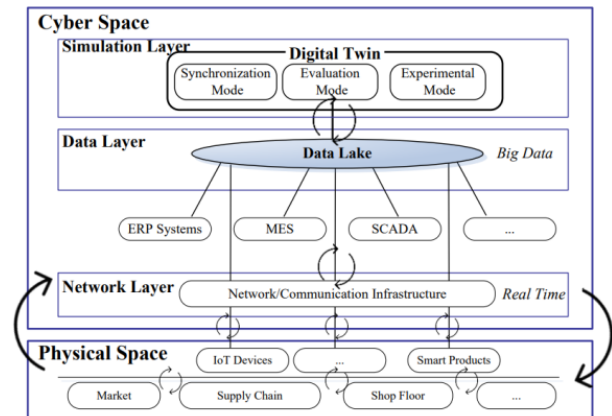 Cyber Space
Simulation Layer
Digital Twin
Synchronization
Mode
Evaluation
Mode
Experimental
Mode
Data Layer
Data Lake
Big Data
ERP Systems
MES
SCADA
...
Network Layer
Network/Communication Infrastructure
Real Time
Physical Space
IoT Devices
...
Smart Products
Market
Supply Chain
Shop Floor
...